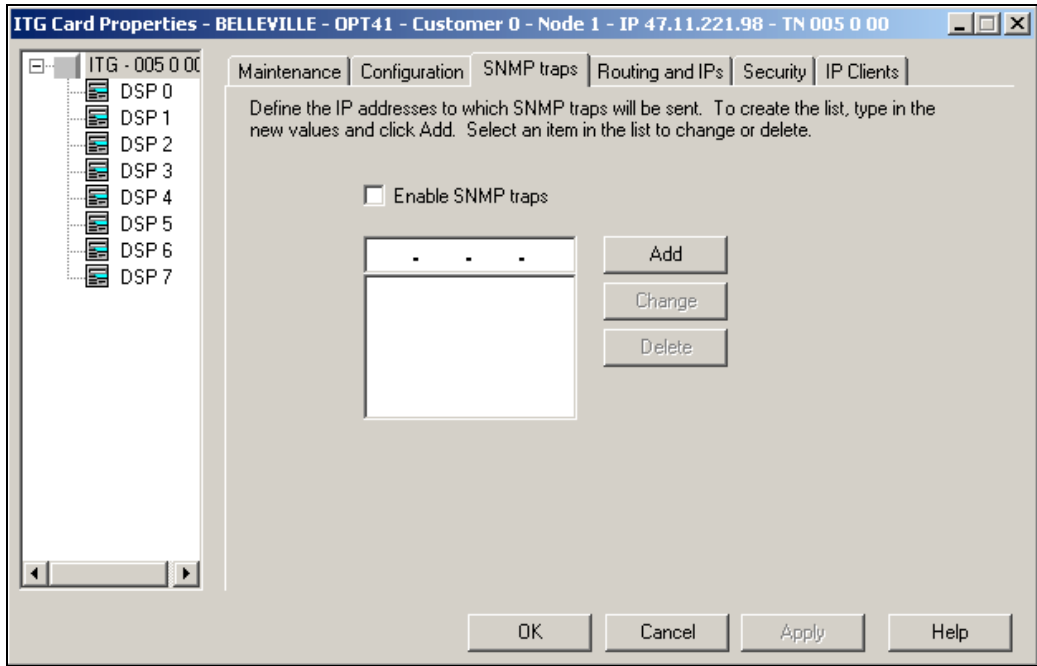 ITG Card Properties - BELLEVILLE - OPT41 - Customer 0 - Node 1 - IP 47.11.221.98 - TN 005 0 00
ITG - 005 0 00
DSP 0
DSP 1
DSP 2
DSP 3
DSP 4
DSP 5
DSP 6
DSP 7
Maintenance
Configuration
SNMP traps
Routing and IPs
Security
IP Clients
Define the IP addresses to which SNMP traps will be sent. To create the list, type in the
new values and click Add. Select an item in the list to change or delete.
Enable SNMP traps
. . .
Add
Change
Delete
OK
Cancel
Apply
Help